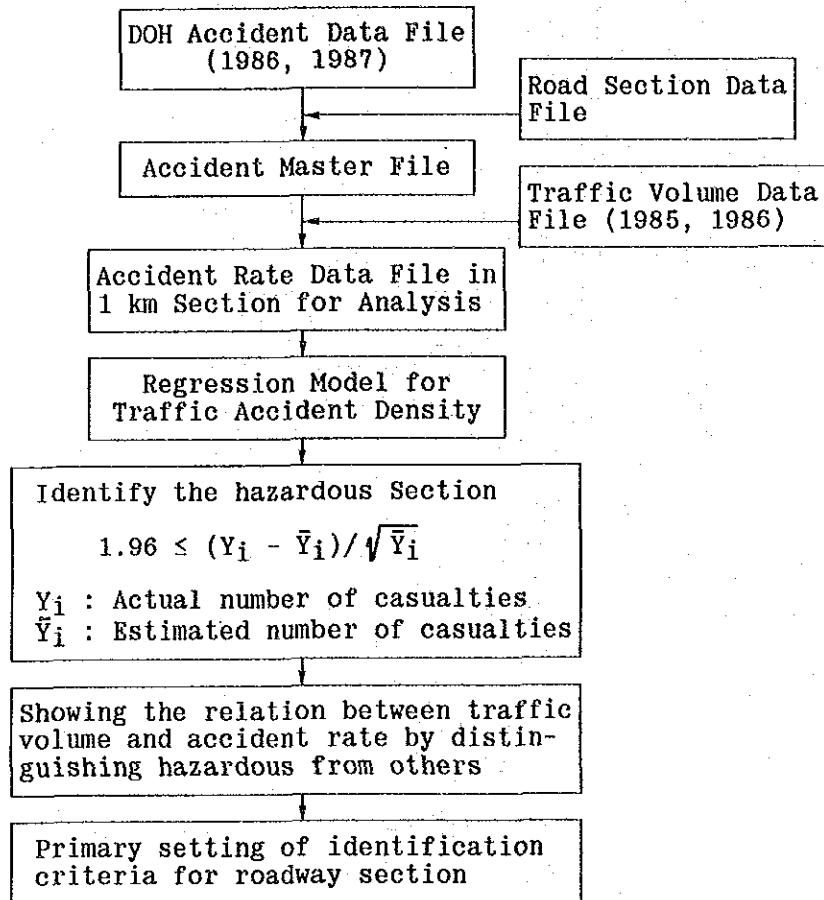 DOH Accident Data File
(1986, 1987)
Road Section Data
File
Accident Master File
Traffic Volume Data
File (1985, 1986)
Accident Rate Data File in
1 km Section for Analysis
Regression Model for
Traffic Accident Density
Identify the hazardous Section
1.96 ≤ (Yi - Ȳi)/√Ȳi
Yi : Actual number of casualties
Ȳi : Estimated number of casualties
Showing the relation between traffic
volume and accident rate by distin-
guishing hazardous from others
Primary setting of identification
criteria for roadway section